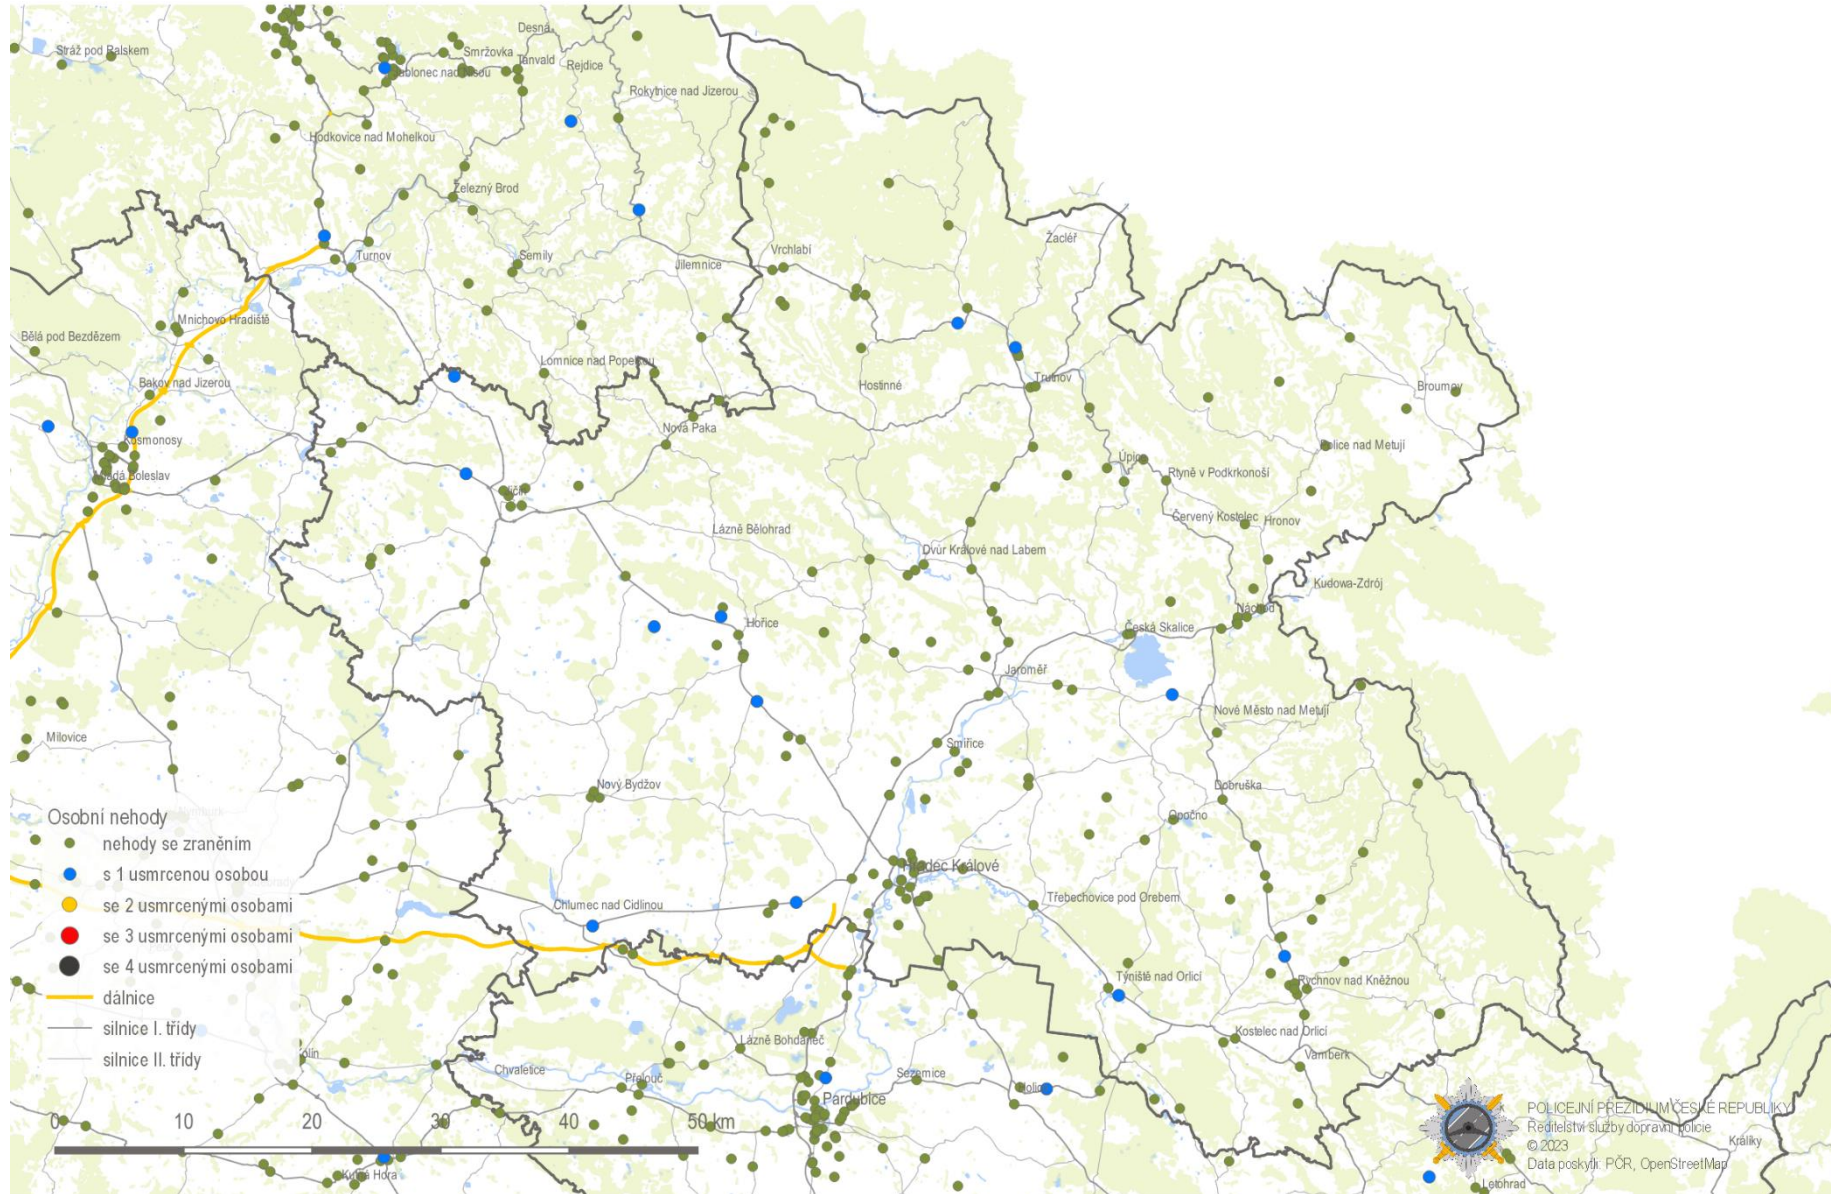 Desná
Stráž pod Ralskem
Smržovka
Tanvald
Rejdice
Jablonec nad Nisou
Rokytnice nad Jizerou
Hodkovice nad Mohelkou
Železný Brod
Žacléř
Turnov
Semily
Vrchlabí
Jilemnice
Mnichovo Hradiště
Bělá pod Bezdězem
Lomnice nad Popelkou
Bakov nad Jizerou
Hostinné
Trutnov
Broumov
Nová Paka
Kosmonosy
Police nad Metují
Úpice
Mladá Boleslav
Rtyně v Podkrkonoší
Jičín
Červený Kostelec
Hronov
Lázně Bělohrad
Dvůr Králové nad Labem
Kudowa-Zdrój
Náchod
Hořice
Česká Skalice
Jaroměř
Nové Město nad Metují
Milovice
Smiřice
Nový Bydžov
Dobruška
Opočno
Hradec Králové
Chlumec nad Cidlinou
Třebechovice pod Orebem
Týniště nad Orlicí
Rychnov nad Kněžnou
Kostelec nad Orlicí
Lázně Bohdaneč
Vamberk
Kolín
Chvaletice
Přelouč
Sezemice
Holice
Pardubice
Králíky
Kutná Hora
Letohrad
Osobní nehody
nehody se zraněním
s 1 usmrcenou osobou
se 2 usmrcenými osobami
se 3 usmrcenými osobami
se 4 usmrcenými osobami
dálnice
silnice I. třídy
silnice II. třídy
0 10 20 30 40 50 km
POLICEJNÍ PREZIDIUM ČESKÉ REPUBLIKY
Ředitelství služby dopravní policie
© 2023
Data poskytli: PČR, OpenStreetMap